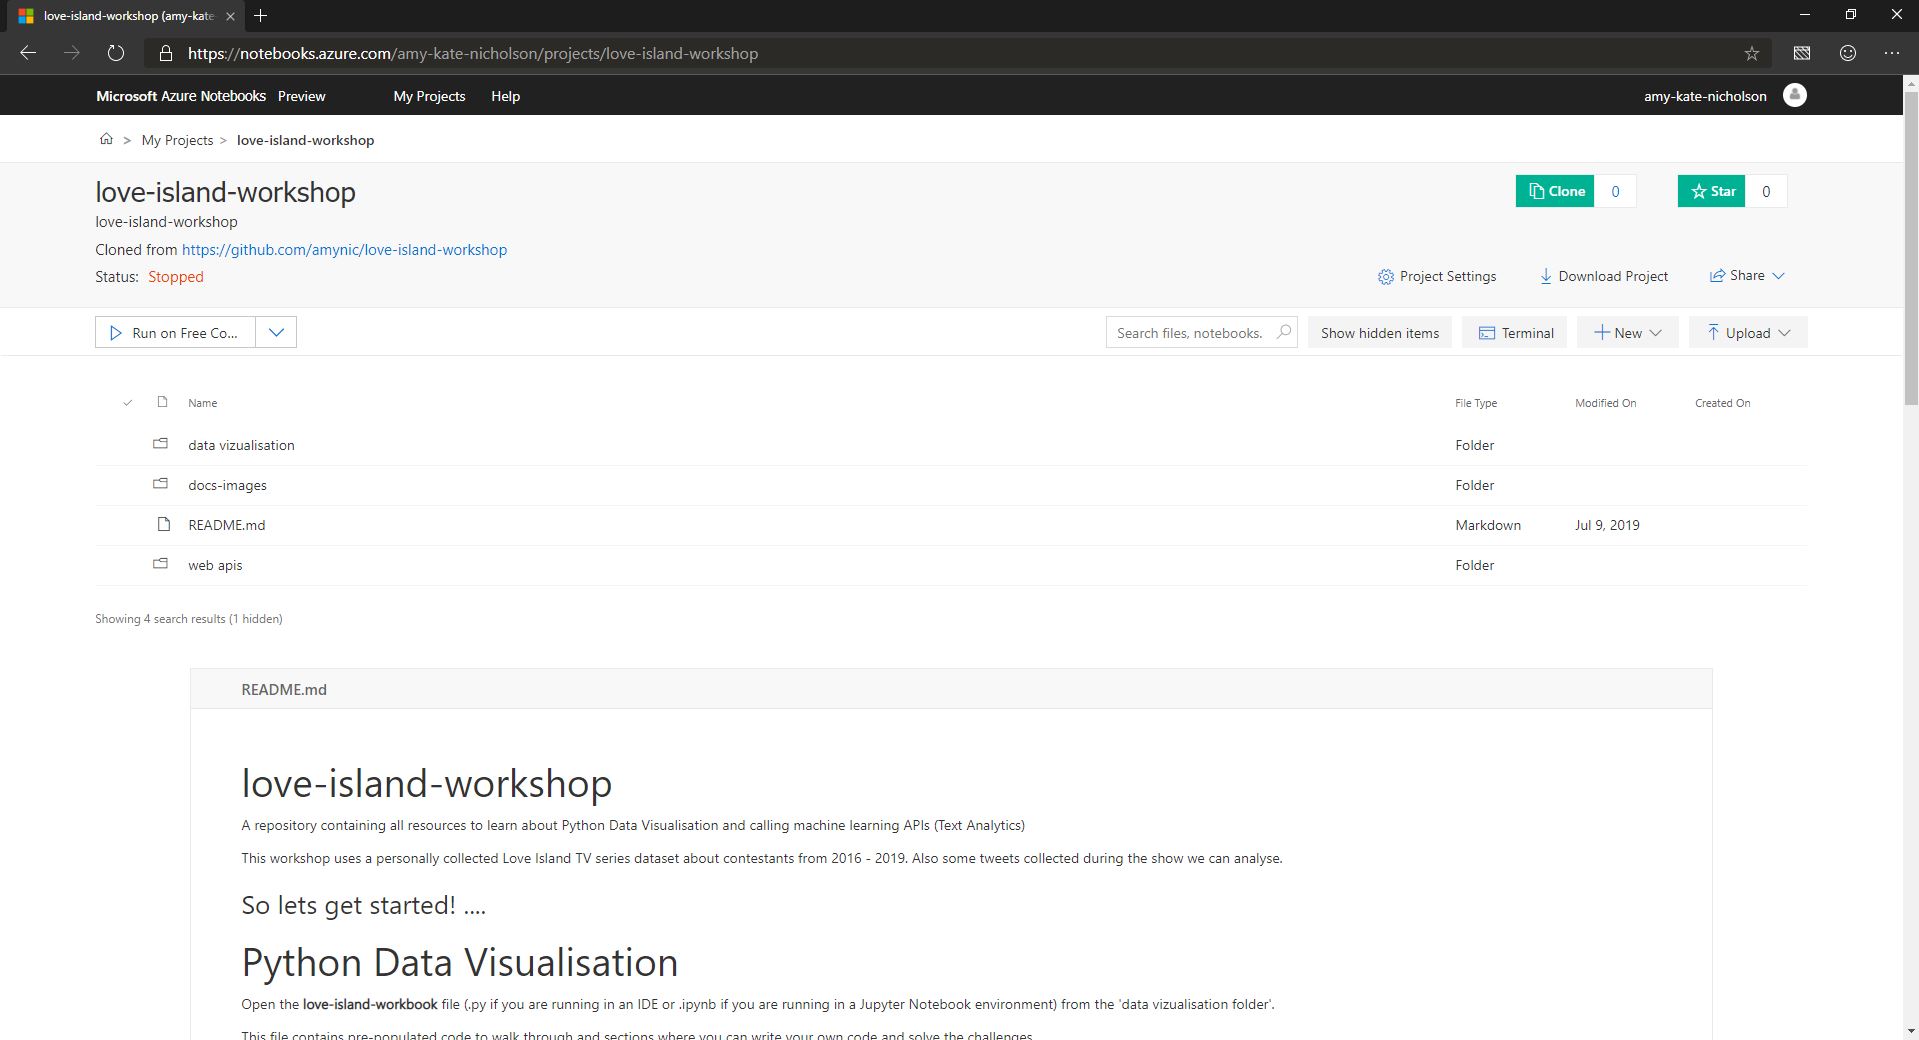 love-island-workshop (amy-kate-
https://notebooks.azure.com/amy-kate-nicholson/projects/love-island-workshop
Microsoft Azure Notebooks Preview My Projects Help amy-kate-nicholson
> My Projects > love-island-workshop
love-island-workshop
Clone 0 Star 0
love-island-workshop
Cloned from https://github.com/amynic/love-island-workshop
Status: Stopped
Project Settings Download Project Share
Run on Free Co... Search files, notebooks. Show hidden items Terminal New Upload
Name File Type Modified On Created On
data vizualisation Folder
docs-images Folder
README.md Markdown Jul 9, 2019
web apis Folder
Showing 4 search results (1 hidden)
README.md
love-island-workshop
A repository containing all resources to learn about Python Data Visualisation and calling machine learning APIs (Text Analytics)
This workshop uses a personally collected Love Island TV series dataset about contestants from 2016 - 2019. Also some tweets collected during the show we can analyse.
So lets get started! ....
Python Data Visualisation
Open the love-island-workbook file (.py if you are running in an IDE or .ipynb if you are running in a Jupyter Notebook environment) from the 'data vizualisation folder'.
This file contains pre-populated code to walk through and sections where you can write your own code and solve the challenges